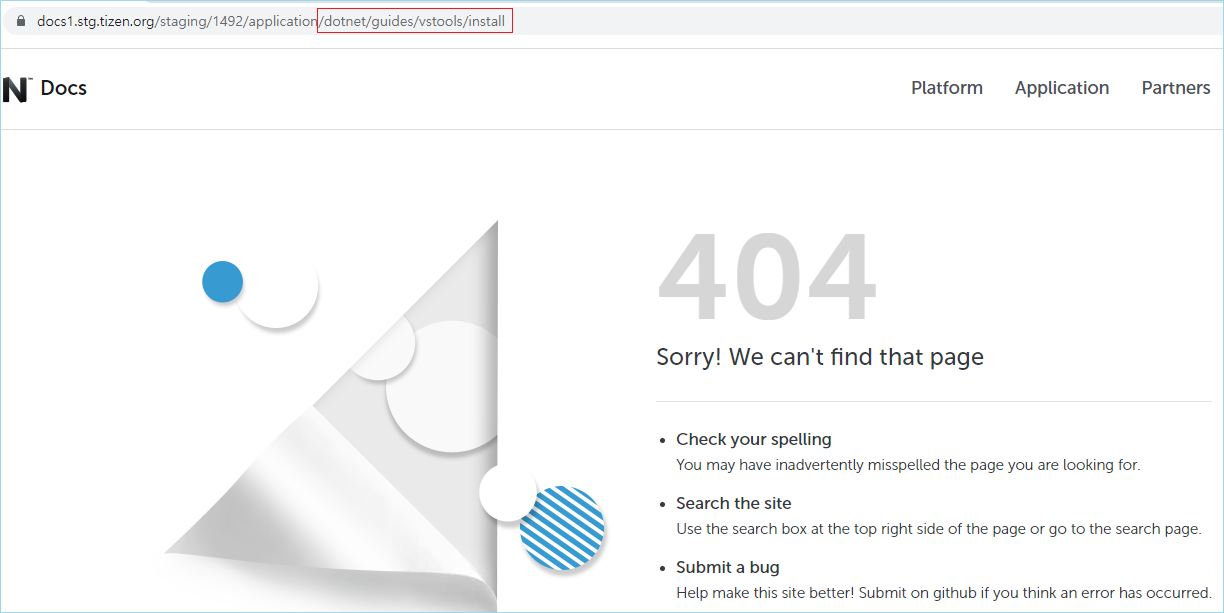 docs1.stg.tizen.org/staging/1492/application/dotnet/guides/vstools/install
N™ Docs
Platform
Application
Partners
404
Sorry! We can't find that page
• Check your spelling
You may have inadvertently misspelled the page you are looking for.
• Search the site
Use the search box at the top right side of the page or go to the search page.
• Submit a bug
Help make this site better! Submit on github if you think an error has occurred.